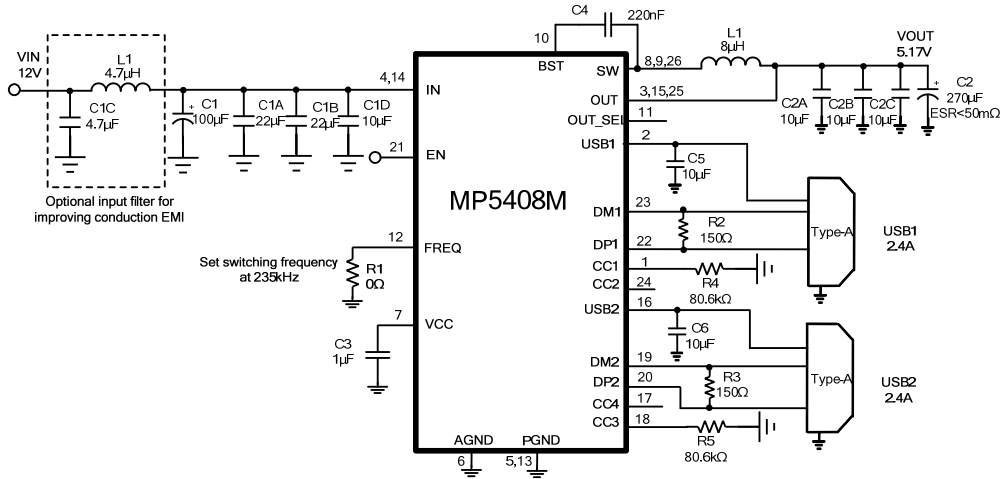 VIN
12V
L1
4.7µH
C1C
4.7µF
Optional input filter for
improving conduction EMI
C1
100µF
+
C1A
22µF
C1B
22µF
C1D
10µF
21
4,14
IN
EN
Set switching frequency
at 235kHz
12
FREQ
R1
0Ω
7
VCC
C3
1µF
MP5408M
AGND
6
PGND
5,13
C4
220nF
10
BST
SW
8,9,26
L1
8µH
VOUT
5.17V
OUT
3,15,25
OUT_SEL
11
C2A
10µF
C2B
10µF
C2C
10µF
+
C2
270µF
ESR<50mΩ
USB1
2
C5
10µF
DM1
23
R2
150Ω
DP1
22
CC1
1
R4
80.6kΩ
CC2
24
Type-A
USB1
2.4A
USB2
16
C6
10µF
DM2
19
DP2
20
R3
150Ω
CC4
17
CC3
18
R5
80.6kΩ
Type-A
USB2
2.4A